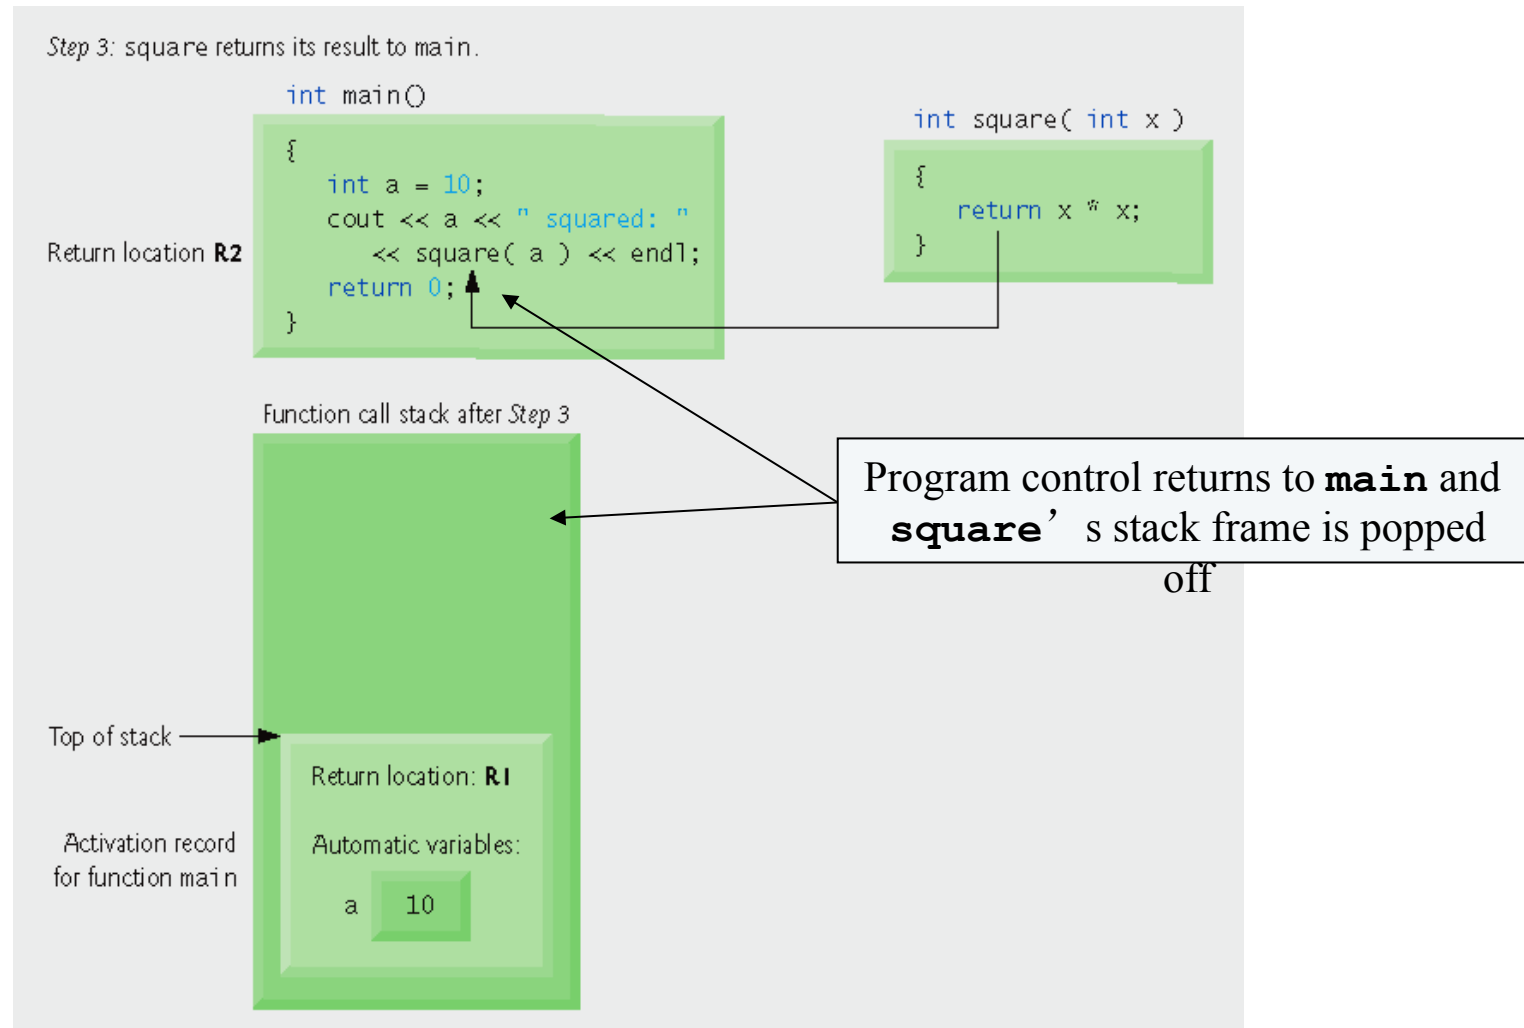 Step 3: square returns its result to main.
int main()
{
int a = 10;
cout << a << " squared: "
<< square( a ) << endl;
return 0;
}
Return location R2
int square( int x )
{
return x * x;
}
Function call stack after Step 3
Program control returns to main and
square’ s stack frame is popped
off
Top of stack
Return location: R1
Activation record
for function main
Automatic variables:
a 10